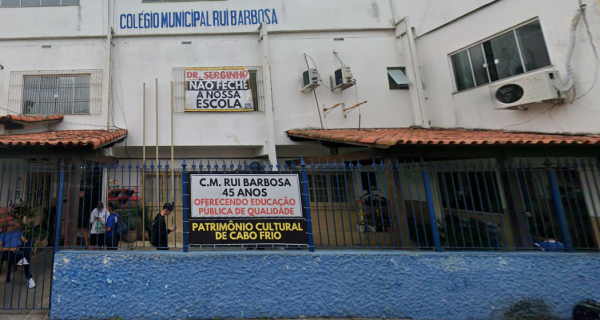 COLÉGIO MUNICIPAL RUI BARBOSA
DR. SERGINHO
NÃO FECHE
A NOSSA
ESCOLA
C.M. RUI BARBOSA
45 ANOS
OFERECENDO EDUCAÇÃO
PÚBLICA DE QUALIDADE
PATRIMÔNIO CULTURAL
DE CABO FRIO